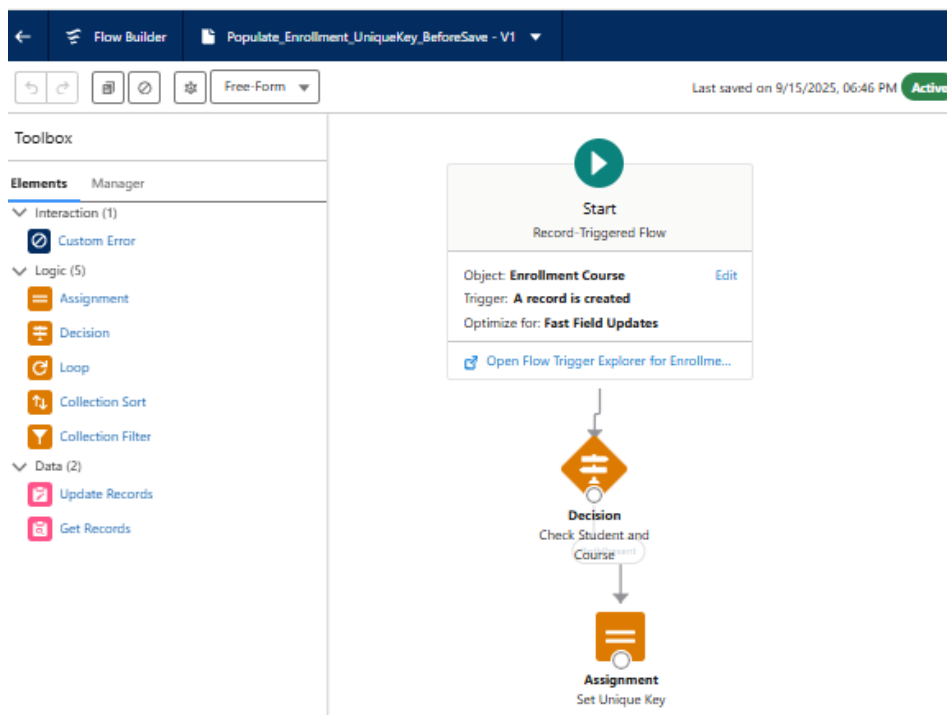 Flow Builder
Populate_Enrollment_UniqueKey_BeforeSave - V1
Free-Form
Last saved on 9/15/2025, 06:46 PM
Active
Toolbox
Elements
Manager
Interaction (1)
Custom Error
Logic (5)
Assignment
Decision
Loop
Collection Sort
Collection Filter
Data (2)
Update Records
Get Records
Start
Record-Triggered Flow
Object: Enrollment Course
Edit
Trigger: A record is created
Optimize for: Fast Field Updates
Open Flow Trigger Explorer for Enrollme...
Decision
Check Student and
Course
Assignment
Set Unique Key